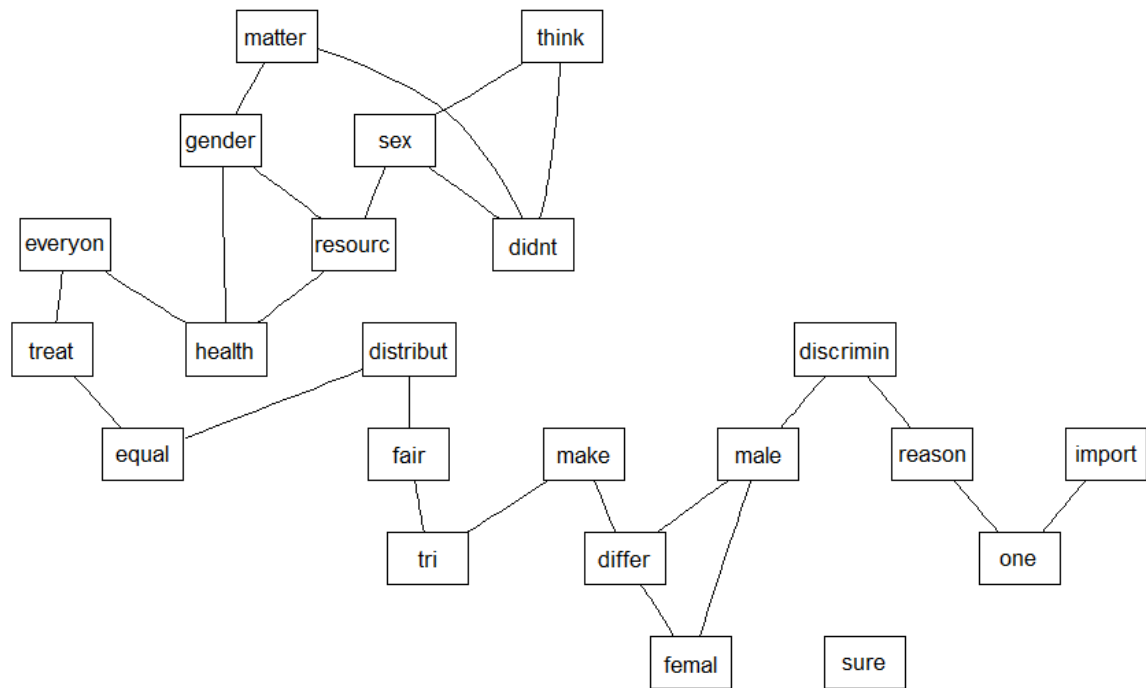 matter
think
gender
sex
everyon
resourc
didnt
treat
health
distribut
discrimin
equal
fair
make
male
reason
import
tri
differ
one
femal
sure